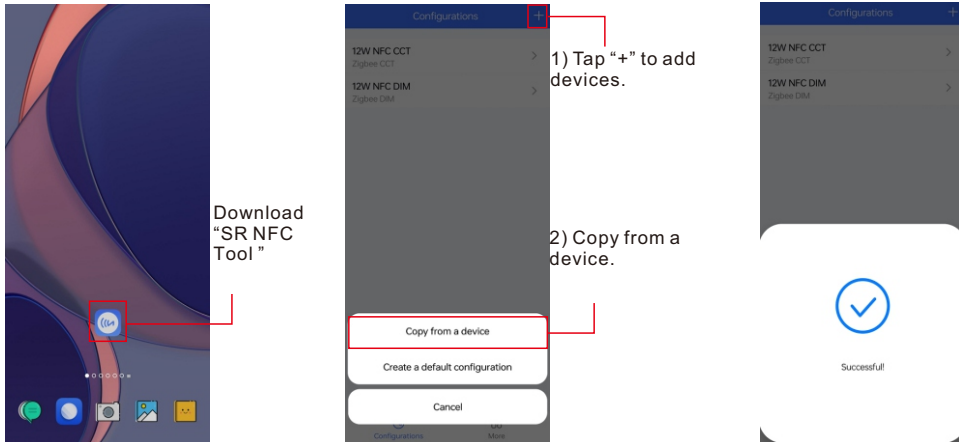 Download
“SR NFC
Tool ”
Configurations +
12W NFC CCT
Zigbee CCT
12W NFC DIM
Zigbee DIM
Copy from a device
Create a default configuration
Cancel
Configurations
More
1) Tap “+” to add
devices.
2) Copy from a
device.
Configurations +
12W NFC CCT
Zigbee CCT
12W NFC DIM
Zigbee DIM
Successful!